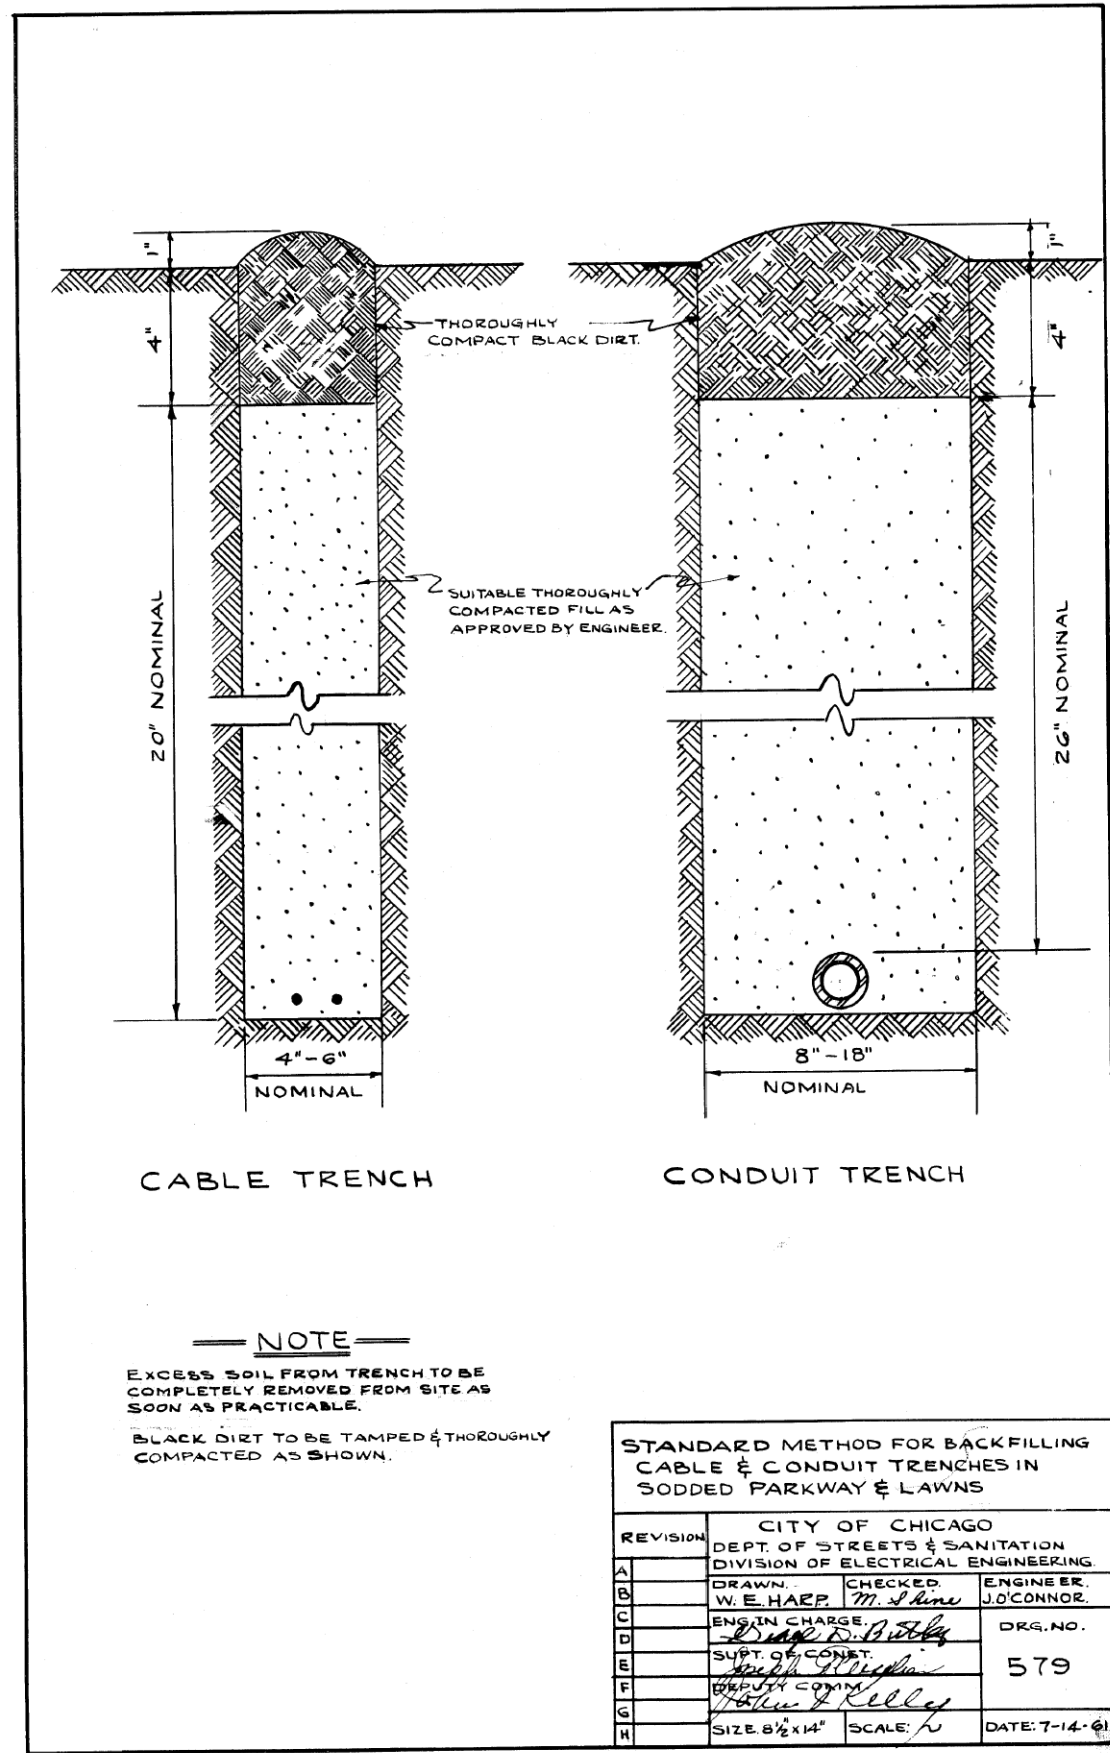 1"
4"
20" NOMINAL
THOROUGHLY
COMPACT BLACK DIRT.
1"
4"
SUITABLE THOROUGHLY
COMPACTED FILL AS
APPROVED BY ENGINEER.
26" NOMINAL
4"-6"
NOMINAL
8"-18"
NOMINAL
CABLE TRENCH
CONDUIT TRENCH
NOTE
EXCESS SOIL FROM TRENCH TO BE
COMPLETELY REMOVED FROM SITE AS
SOON AS PRACTICABLE.
BLACK DIRT TO BE TAMPED & THOROUGHLY
COMPACTED AS SHOWN.
STANDARD METHOD FOR BACKFILLING
CABLE & CONDUIT TRENCHES IN
SODDED PARKWAY & LAWNS
REVISION
A
B
C
D
E
F
G
H
CITY OF CHICAGO
DEPT. OF STREETS & SANITATION
DIVISION OF ELECTRICAL ENGINEERING.
DRAWN.
W. E. HARP.
CHECKED.
M. Shine
ENGINEER.
J. O'CONNOR.
ENG. IN CHARGE.
SUPT. OF CONST.
Joseph
DEPUTY COMM.
John J Kelly
DRG. NO.
579
SIZE. 8½" x 14"
SCALE:
DATE: 7-14-61